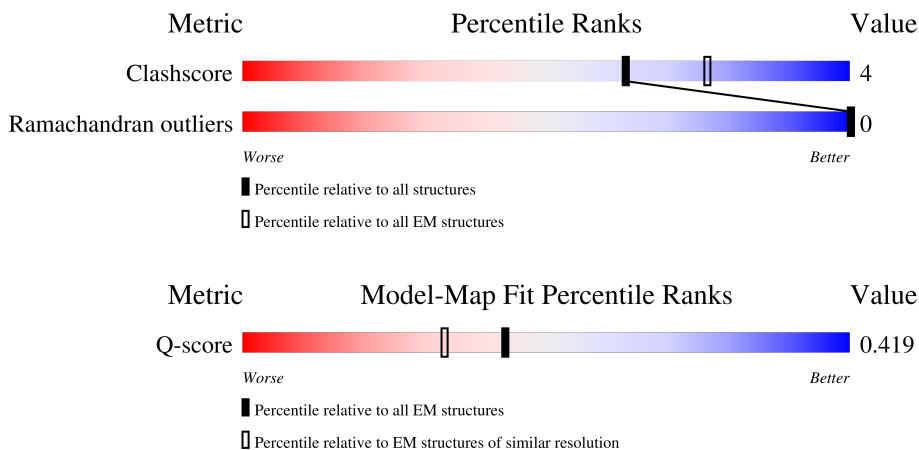 Metric Percentile Ranks Value
Clashscore 4
Ramachandran outliers 0
Worse Better
Percentile relative to all structures
Percentile relative to all EM structures
Metric Model-Map Fit Percentile Ranks Value
Q-score 0.419
Worse Better
Percentile relative to all EM structures
Percentile relative to EM structures of similar resolution